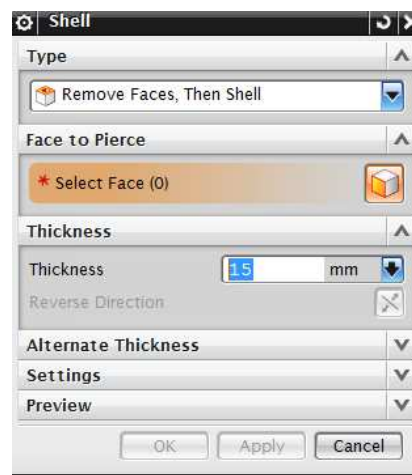 Shell
Type
Remove Faces, Then Shell
Face to Pierce
* Select Face (0)
Thickness
Thickness 15 mm
Reverse Direction
Alternate Thickness
Settings
Preview
OK Apply Cancel